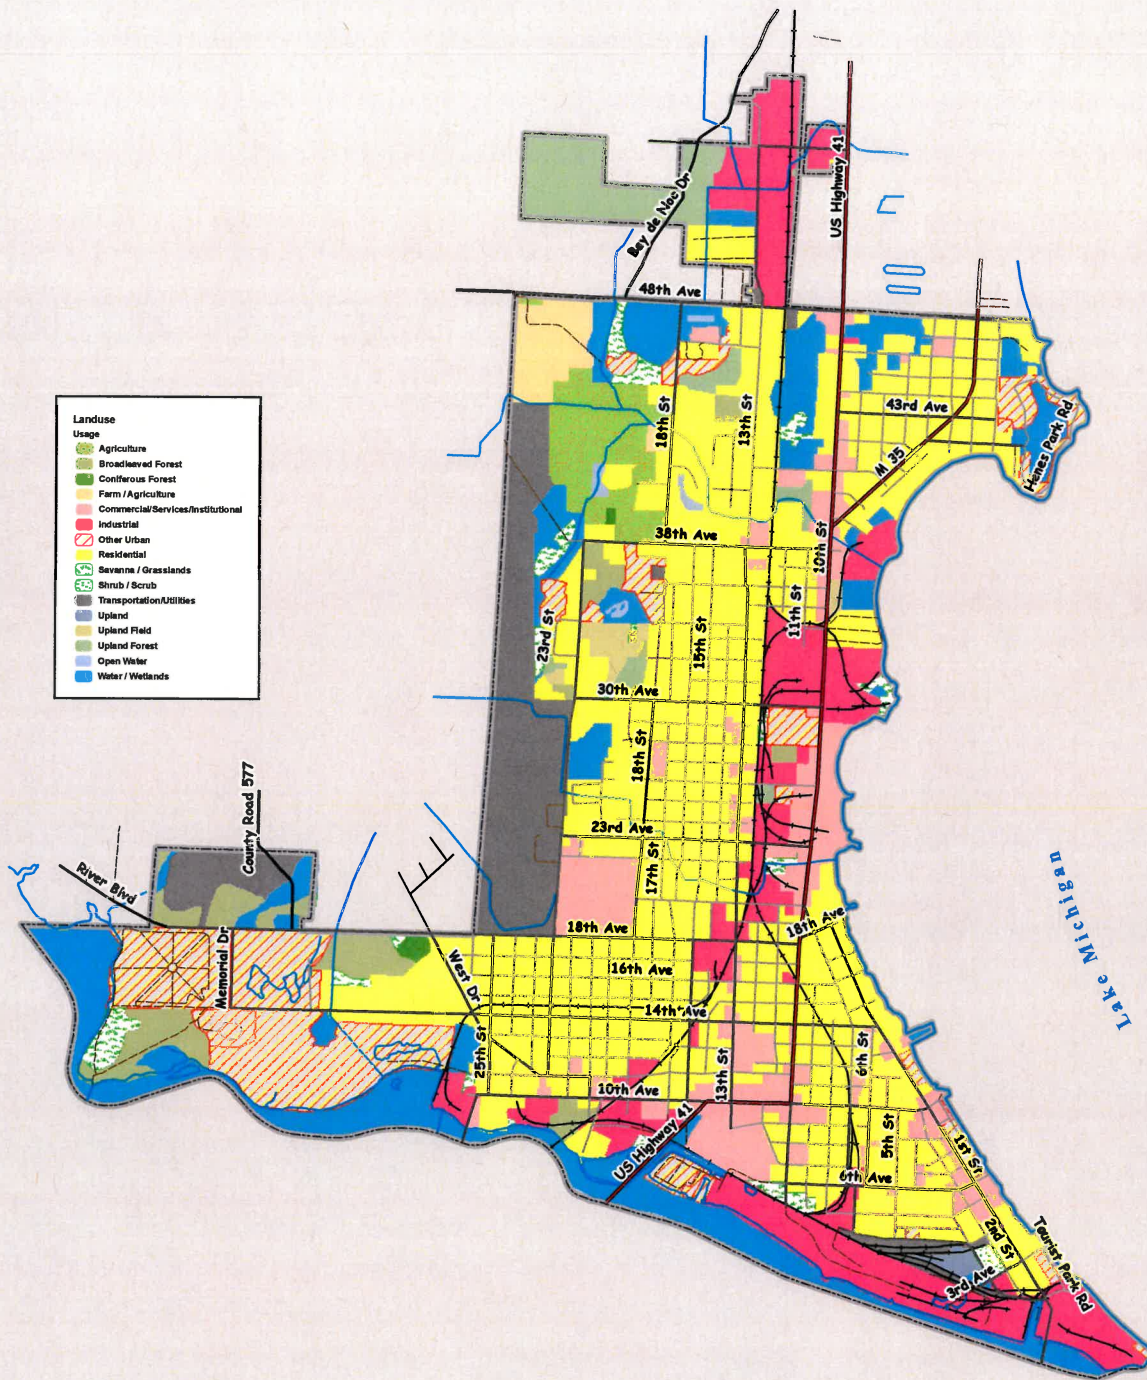 US Highway 41
Bay de Noc Dr
48th Ave
Landuse
Usage
Agriculture
Broadleaved Forest
Coniferous Forest
Farm / Agriculture
Commercial/Services/Institutional
Industrial
Other Urban
Residential
Savanna / Grasslands
Shrub / Scrub
Transportation/Utilities
Upland
Upland Field
Upland Forest
Open Water
Water / Wetlands
18th St
13th St
43rd Ave
Henes Park Rd
M 35
38th Ave
10th St
11th St
23rd St
15th St
30th Ave
18th St
23rd Ave
17th St
County Road 577
River Blvd
Lake Michigan
18th Ave
18th Ave
Memorial Dr
West Dr
16th Ave
14th Ave
25th St
6th St
13th St
10th Ave
US Highway 41
5th St
1st St
6th Ave
2nd St
Tourist Park Rd
3rd Ave